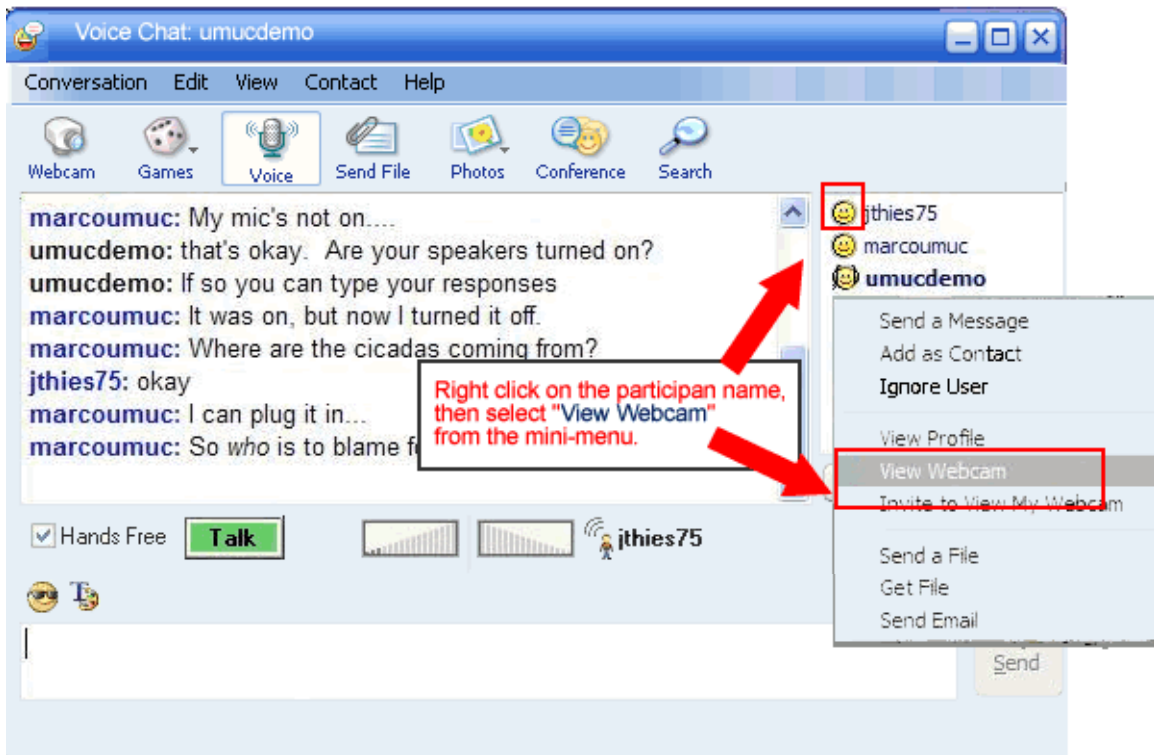 Voice Chat: umucdemo
Conversation Edit View Contact Help
Webcam Games Voice Send File Photos Conference Search
marcoumuc: My mic's not on....
umucdemo: that's okay. Are your speakers turned on?
umucdemo: If so you can type your responses
marcoumuc: It was on, but now I turned it off.
marcoumuc: Where are the cicadas coming from?
jthies75: okay
marcoumuc: I can plug it in...
marcoumuc: So who is to blame
jthies75
marcoumuc
umucdemo
Right click on the participan name,
then select "View Webcam"
from the mini-menu.
Send a Message
Add as Contact
Ignore User
View Profile
View Webcam
Invite to View My Webcam
Send a File
Get File
Send Email
Hands Free Talk jthies75
Send